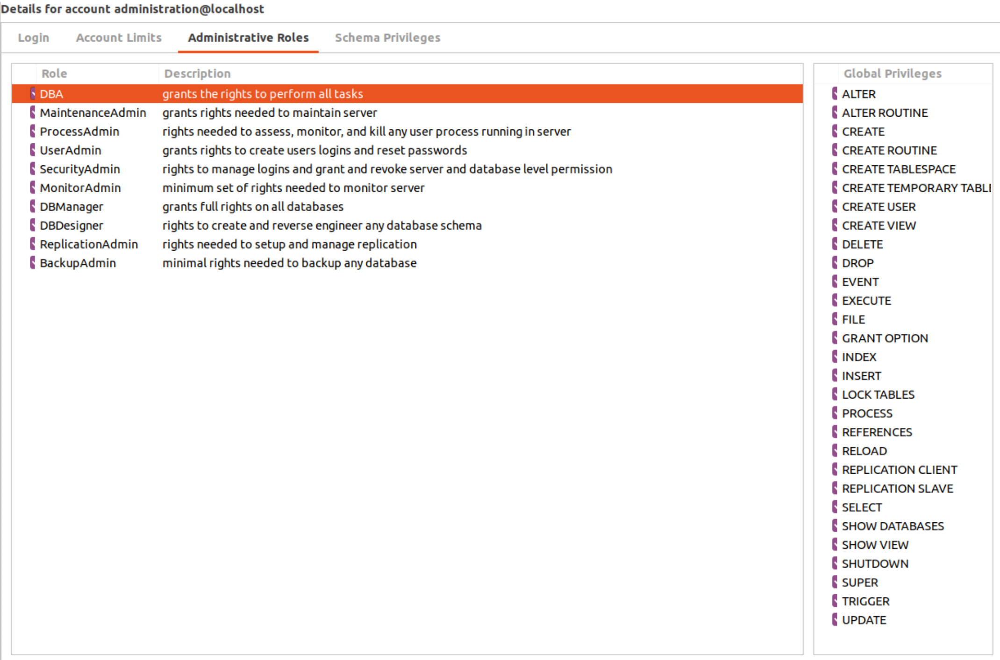 Details for account administration@localhost
Login Account Limits Administrative Roles Schema Privileges
Role Description
DBA grants the rights to perform all tasks
MaintenanceAdmin grants rights needed to maintain server
ProcessAdmin rights needed to assess, monitor, and kill any user process running in server
UserAdmin grants rights to create users logins and reset passwords
SecurityAdmin rights to manage logins and grant and revoke server and database level permission
MonitorAdmin minimum set of rights needed to monitor server
DBManager grants full rights on all databases
DBDesigner rights to create and reverse engineer any database schema
ReplicationAdmin rights needed to setup and manage replication
BackupAdmin minimal rights needed to backup any database
Global Privileges
ALTER
ALTER ROUTINE
CREATE
CREATE ROUTINE
CREATE TABLESPACE
CREATE TEMPORARY TABLE
CREATE USER
CREATE VIEW
DELETE
DROP
EVENT
EXECUTE
FILE
GRANT OPTION
INDEX
INSERT
LOCK TABLES
PROCESS
REFERENCES
RELOAD
REPLICATION CLIENT
REPLICATION SLAVE
SELECT
SHOW DATABASES
SHOW VIEW
SHUTDOWN
SUPER
TRIGGER
UPDATE